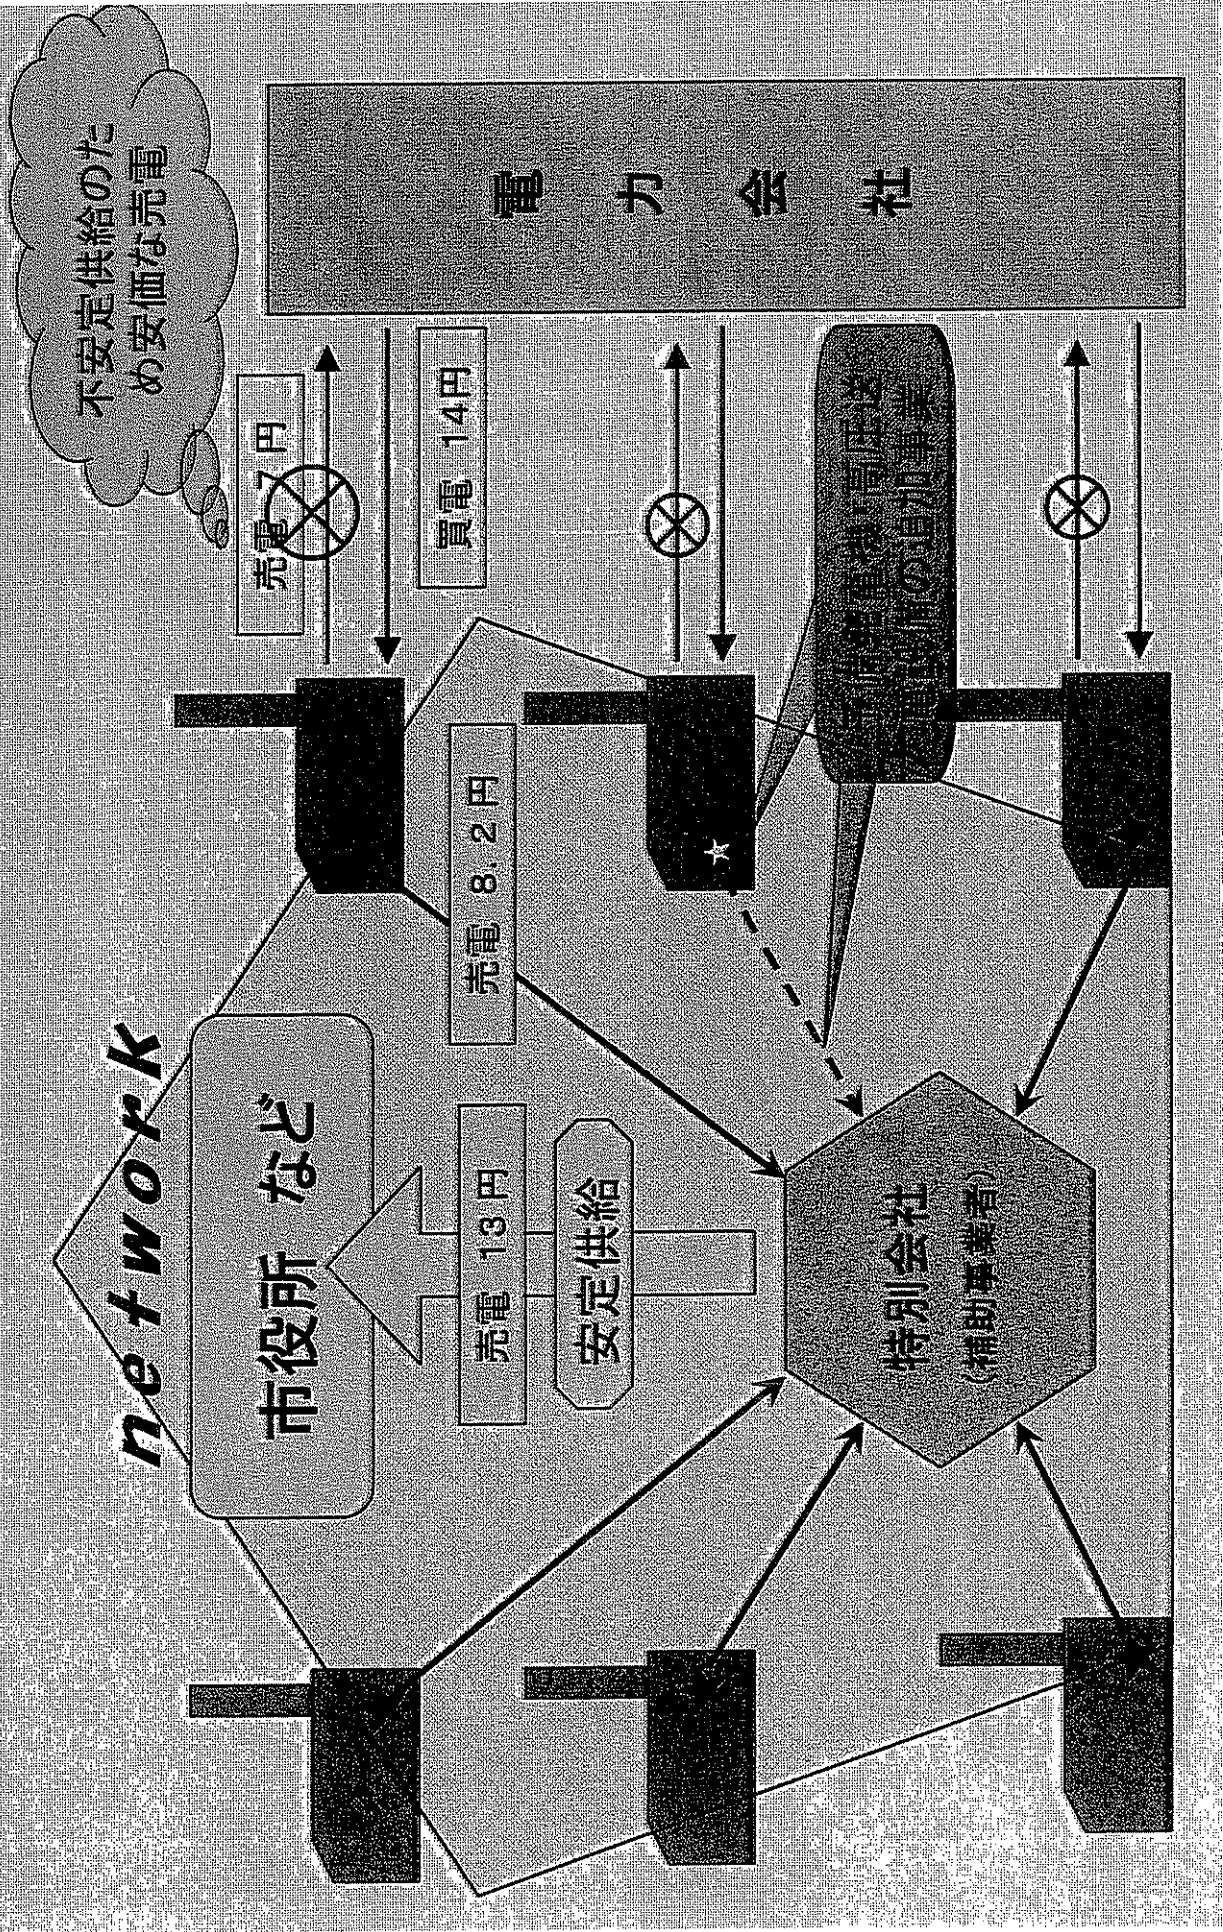 network
不安定供給のた
め安価な売電
売電 7円
市役所 など
買電 14円
売電 8.2円
売電 13円
安定供給
電力会社
特別会社
(補助事業者)